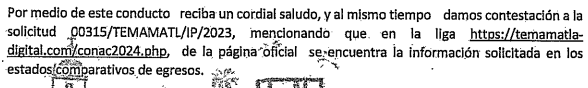 Por medio de este conducto reciba un cordial saludo, y al mismo tiempo damos contestación a la
solicitud 00315/TEMAMATL/IP/2023, mencionando que en la liga https://temamatla-
digital.com/conac2024.php, de la página oficial se encuentra la información solicitada en los
estados comparativos de egresos.